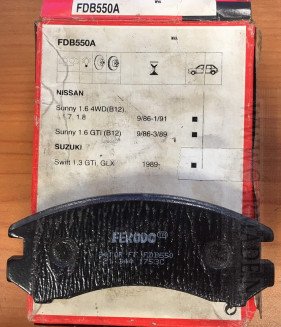 FDB550A
FDB550A
NISSAN
Sunny 1.6 4WD(B12) 9/86-1/91
1.7, 1.8
Sunny 1.6 GTi (B12) 9/86-3/89
SUZUKI
Swift 1.3 GTi, GLX 1989-
FERODO
FDB550